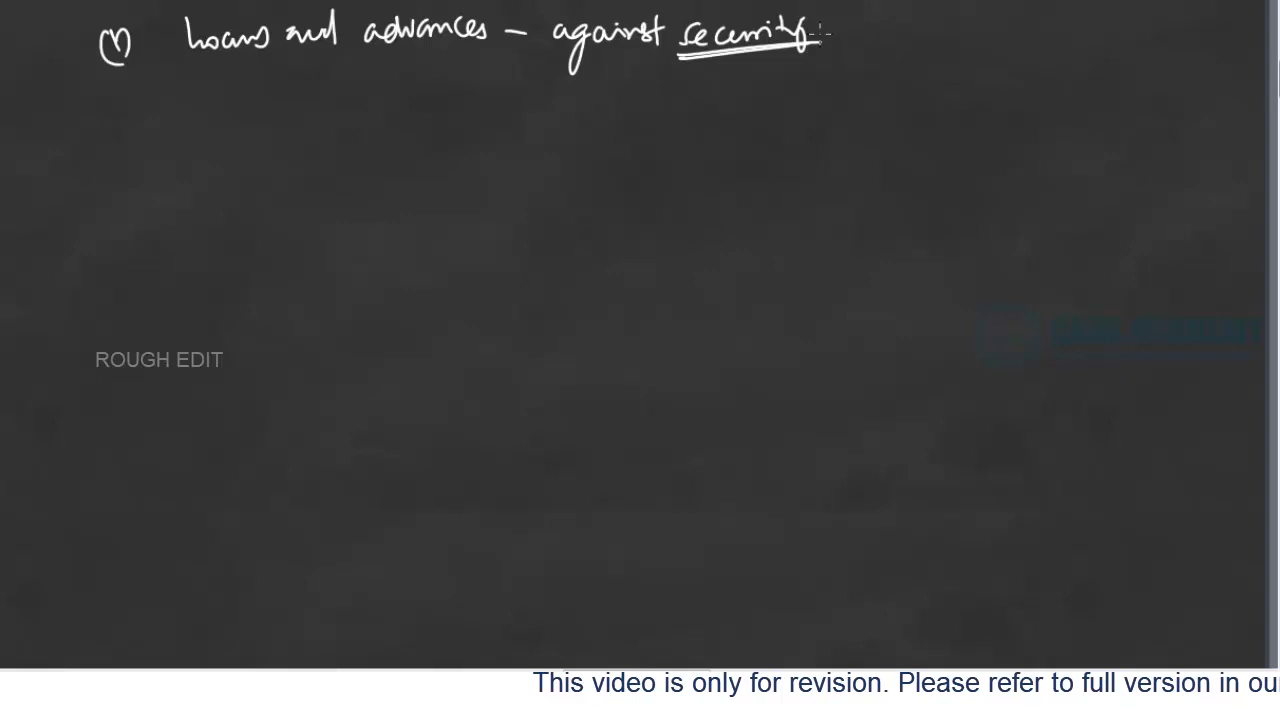 (1) Loans and advances - against security
ROUGH EDIT
This video is only for revision. Please refer to full version in ou